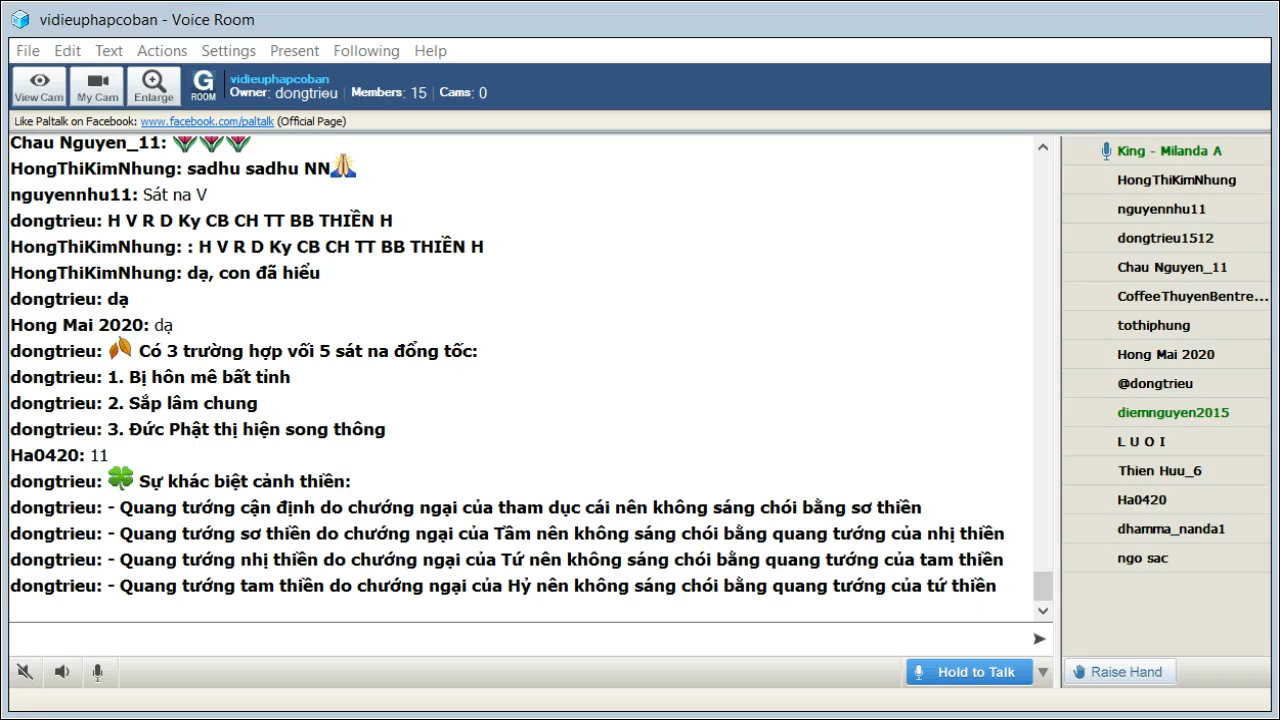 vidieuphapcoban - Voice Room
File Edit Text Actions Settings Present Following Help
View Cam My Cam Enlarge G ROOM
vidieuphapcoban
Owner: dongtrieu Members: 15 Cams: 0
Like Paltalk on Facebook: www.facebook.com/paltalk (Official Page)
Chau Nguyen_11:
HongThiKimNhung: sadhu sadhu NN
nguyennhu11: Sát na V
dongtrieu: H V R D Ky CB CH TT BB THIỀN H
HongThiKimNhung: : H V R D Ky CB CH TT BB THIỀN H
HongThiKimNhung: dạ, con đã hiểu
dongtrieu: dạ
Hong Mai 2020: dạ
dongtrieu: Có 3 trường hợp vối 5 sát na đổng tốc:
dongtrieu: 1. Bị hôn mê bất tỉnh
dongtrieu: 2. Sắp lâm chung
dongtrieu: 3. Đức Phật thị hiện song thông
Ha0420: 11
dongtrieu: Sự khác biệt cảnh thiền:
dongtrieu: - Quang tướng cận định do chướng ngại của tham dục cái nên không sáng chói bằng sơ thiền
dongtrieu: - Quang tướng sơ thiền do chướng ngại của Tầm nên không sáng chói bằng quang tướng của nhị thiền
dongtrieu: - Quang tướng nhị thiền do chướng ngại của Tứ nên không sáng chói bằng quang tướng của tam thiền
dongtrieu: - Quang tướng tam thiền do chướng ngại của Hỷ nên không sáng chói bằng quang tướng của tứ thiền
King - Milanda A
HongThiKimNhung
nguyennhu11
dongtrieu1512
Chau Nguyen_11
CoffeeThuyenBentre...
tothiphung
Hong Mai 2020
@dongtrieu
diemnguyen2015
L U O I
Thien Huu_6
Ha0420
dhamma_nanda1
ngo sac
Hold to Talk
Raise Hand